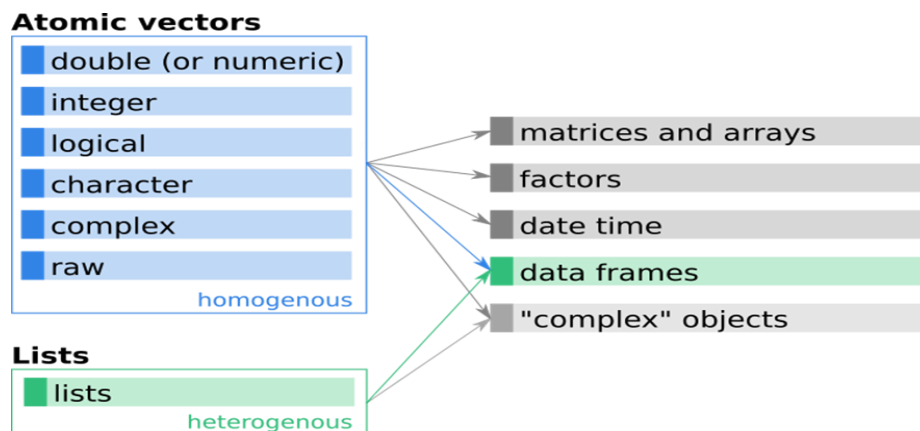 Atomic vectors
double (or numeric)
integer
logical
character
complex
raw
homogenous
Lists
lists
heterogenous
matrices and arrays
factors
date time
data frames
"complex" objects